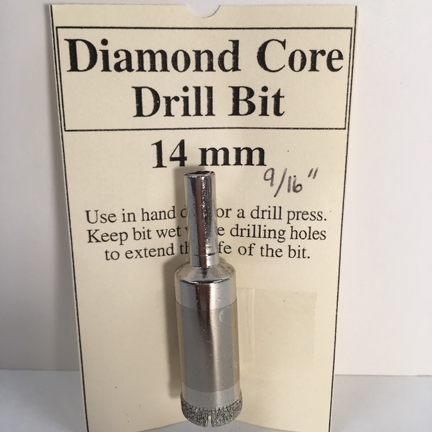 Diamond Core
Drill Bit
14 mm
9/16"
Use in hand or a drill press.
Keep bit wet drilling holes
to extend of the bit.